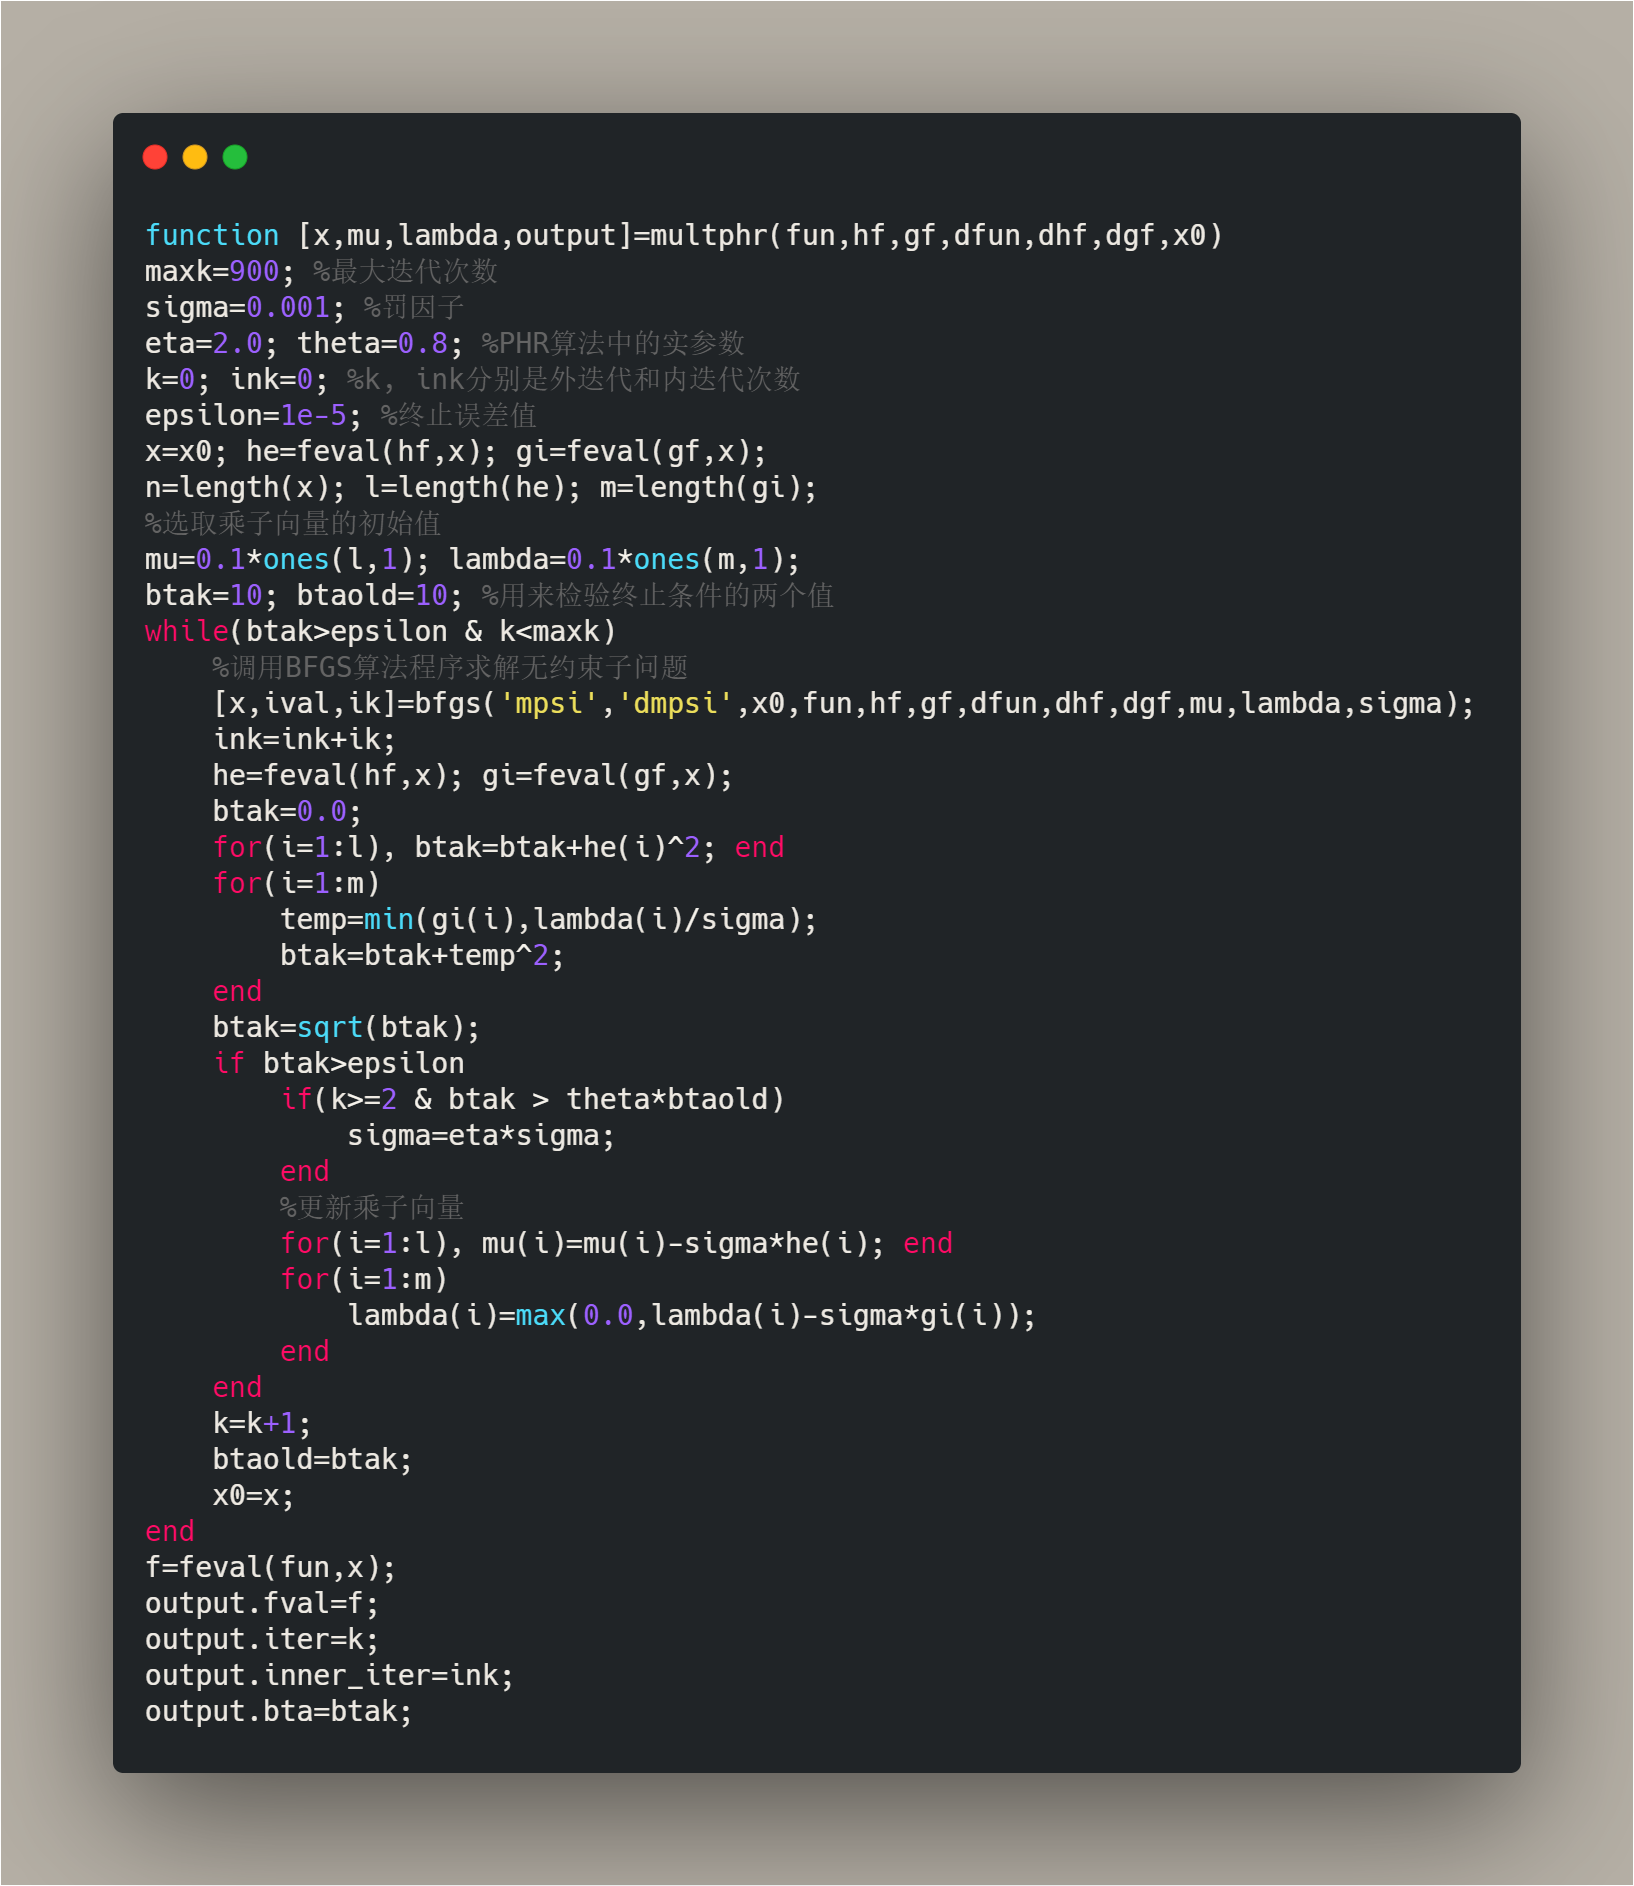 function [x,mu,lambda,output]=multphr(fun,hf,gf,dfun,dhf,dgf,x0)
maxk=900; %最大迭代次数
sigma=0.001; %罚因子
eta=2.0; theta=0.8; %PHR算法中的实参数
k=0; ink=0; %k, ink分别是外迭代和内迭代次数
epsilon=1e-5; %终止误差值
x=x0; he=feval(hf,x); gi=feval(gf,x);
n=length(x); l=length(he); m=length(gi);
%选取乘子向量的初始值
mu=0.1*ones(l,1); lambda=0.1*ones(m,1);
btak=10; btaold=10; %用来检验终止条件的两个值
while(btak>epsilon & k<maxk)
    %调用BFGS算法程序求解无约束子问题
    [x,ival,ik]=bfgs('mpsi','dmpsi',x0,fun,hf,gf,dfun,dhf,dgf,mu,lambda,sigma);
    ink=ink+ik;
    he=feval(hf,x); gi=feval(gf,x);
    btak=0.0;
    for(i=1:l), btak=btak+he(i)^2; end
    for(i=1:m)
        temp=min(gi(i),lambda(i)/sigma);
        btak=btak+temp^2;
    end
    btak=sqrt(btak);
    if btak>epsilon
        if(k>=2 & btak > theta*btaold)
            sigma=eta*sigma;
        end
        %更新乘子向量
        for(i=1:l), mu(i)=mu(i)-sigma*he(i); end
        for(i=1:m)
            lambda(i)=max(0.0,lambda(i)-sigma*gi(i));
        end
    end
    k=k+1;
    btaold=btak;
    x0=x;
end
f=feval(fun,x);
output.fval=f;
output.iter=k;
output.inner_iter=ink;
output.bta=btak;